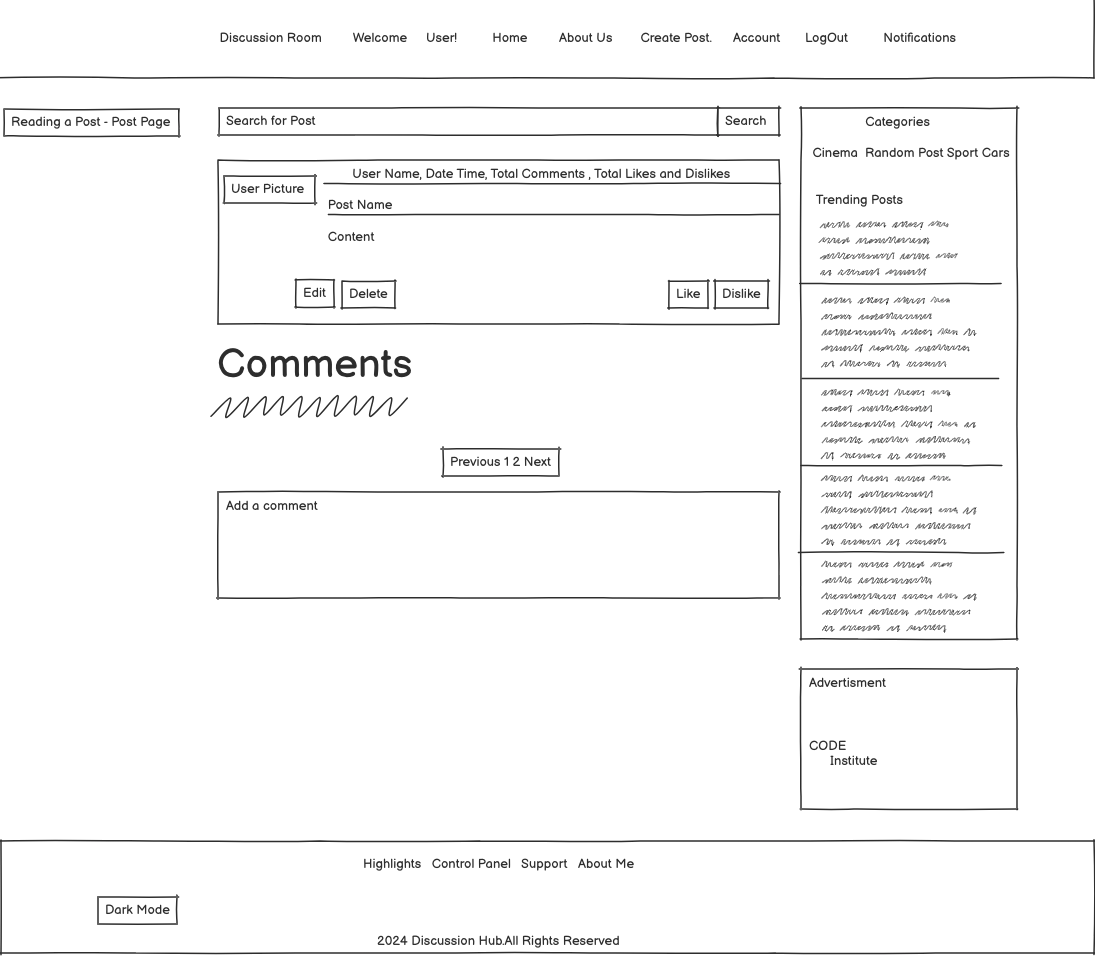 Discussion Room Welcome User! Home About Us Create Post. Account LogOut Notifications
Reading a Post - Post Page
Search for Post
Search
User Picture
User Name, Date Time, Total Comments , Total Likes and Dislikes
Post Name
Content
Edit
Delete
Like
Dislike
Comments
Previous 1 2 Next
Add a comment
Categories
Cinema Random Post Sport Cars
Trending Posts
Advertisment
CODE
Institute
Highlights Control Panel Support About Me
Dark Mode
2024 Discussion Hub.All Rights Reserved